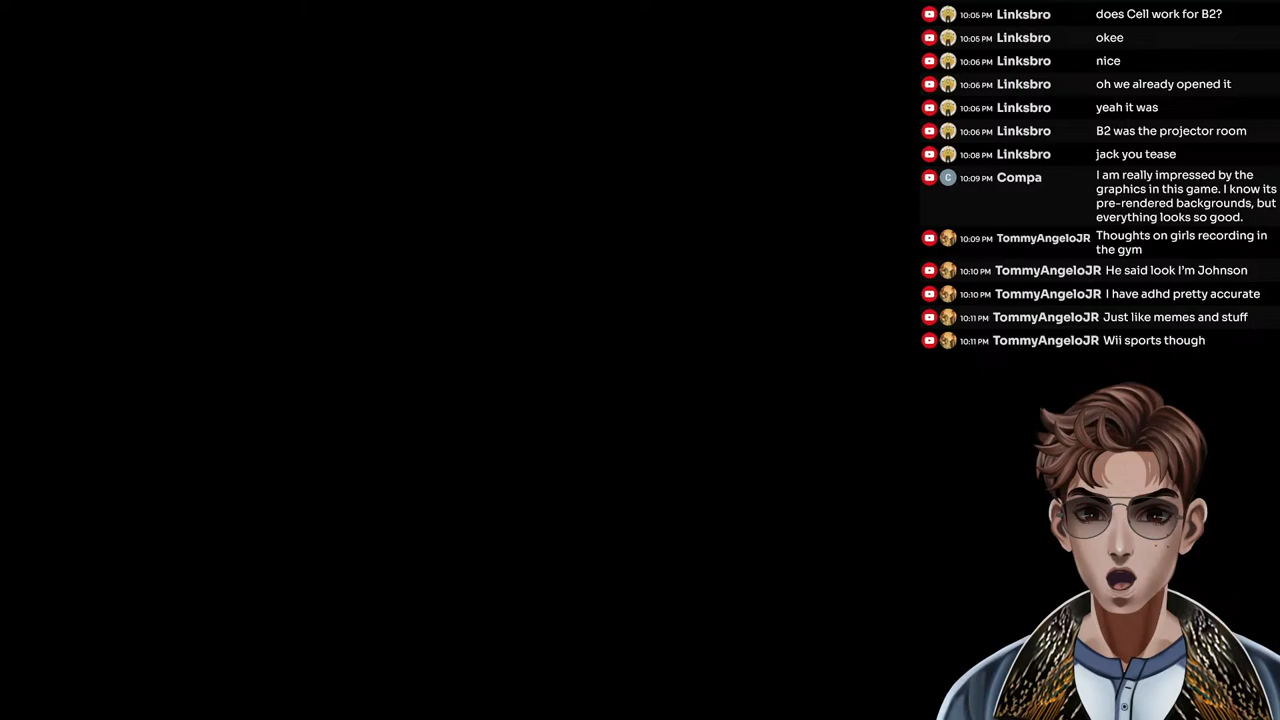 10:05 PM Linksbro does Cell work for B2?
10:05 PM Linksbro okee
10:06 PM Linksbro nice
10:06 PM Linksbro oh we already opened it
10:06 PM Linksbro yeah it was
10:06 PM Linksbro B2 was the projector room
10:08 PM Linksbro jack you tease
C 10:09 PM Compa I am really impressed by the
graphics in this game. I know its
pre-rendered backgrounds, but
everything looks so good.
10:09 PM TommyAngeloJR Thoughts on girls recording in
the gym
10:10 PM TommyAngeloJR He said look I'm Johnson
10:10 PM TommyAngeloJR I have adhd pretty accurate
10:11 PM TommyAngeloJR Just like memes and stuff
10:11 PM TommyAngeloJR Wii sports though